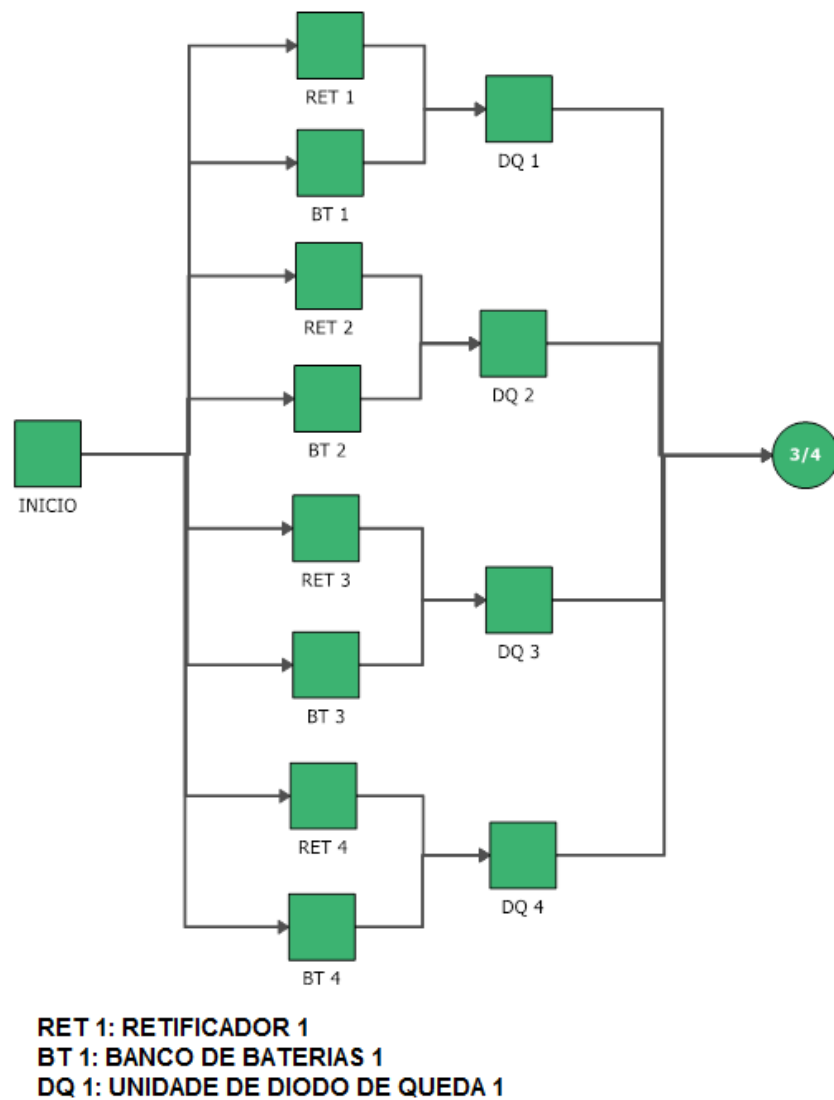 RET 1
DQ 1
BT 1
RET 2
DQ 2
BT 2
INICIO
3/4
RET 3
DQ 3
BT 3
RET 4
DQ 4
BT 4
RET 1: RETIFICADOR 1
BT 1: BANCO DE BATERIAS 1
DQ 1: UNIDADE DE DIODO DE QUEDA 1